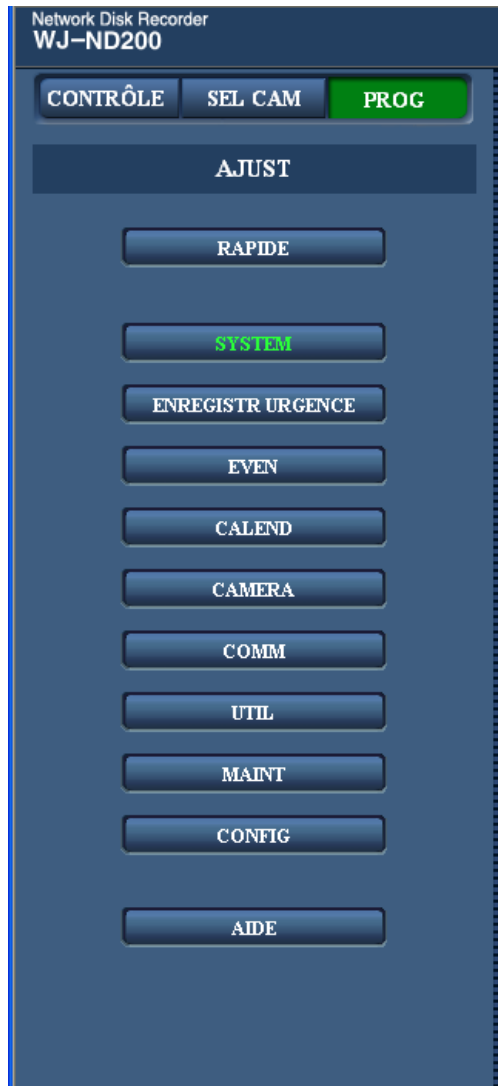 Network Disk Recorder
WJ-ND200
CONTRÔLE SEL CAM PROG
AJUST
RAPIDE
SYSTEM
ENREGISTR URGENCE
EVEN
CALEND
CAMERA
COMM
UTIL
MAINT
CONFIG
AIDE